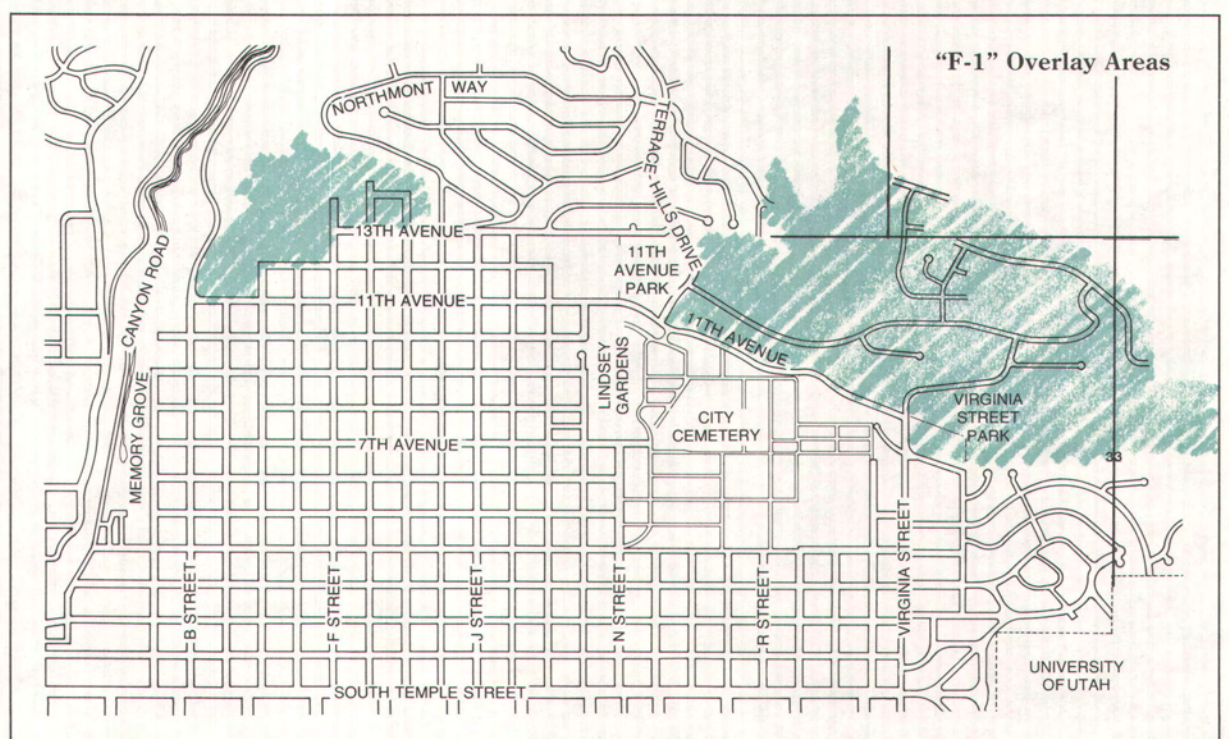 "F-1" Overlay Areas
NORTHMONT WAY
TERRACE-HILLS DRIVE
CANYON ROAD
13TH AVENUE
11TH
AVENUE
PARK
11TH AVENUE
11TH AVENUE
LINDSEY
GARDENS
MEMORY GROVE
CITY
CEMETERY
VIRGINIA
STREET
PARK
7TH AVENUE
33
B STREET
F STREET
J STREET
N STREET
R STREET
VIRGINIA STREET
UNIVERSITY
OF UTAH
SOUTH TEMPLE STREET